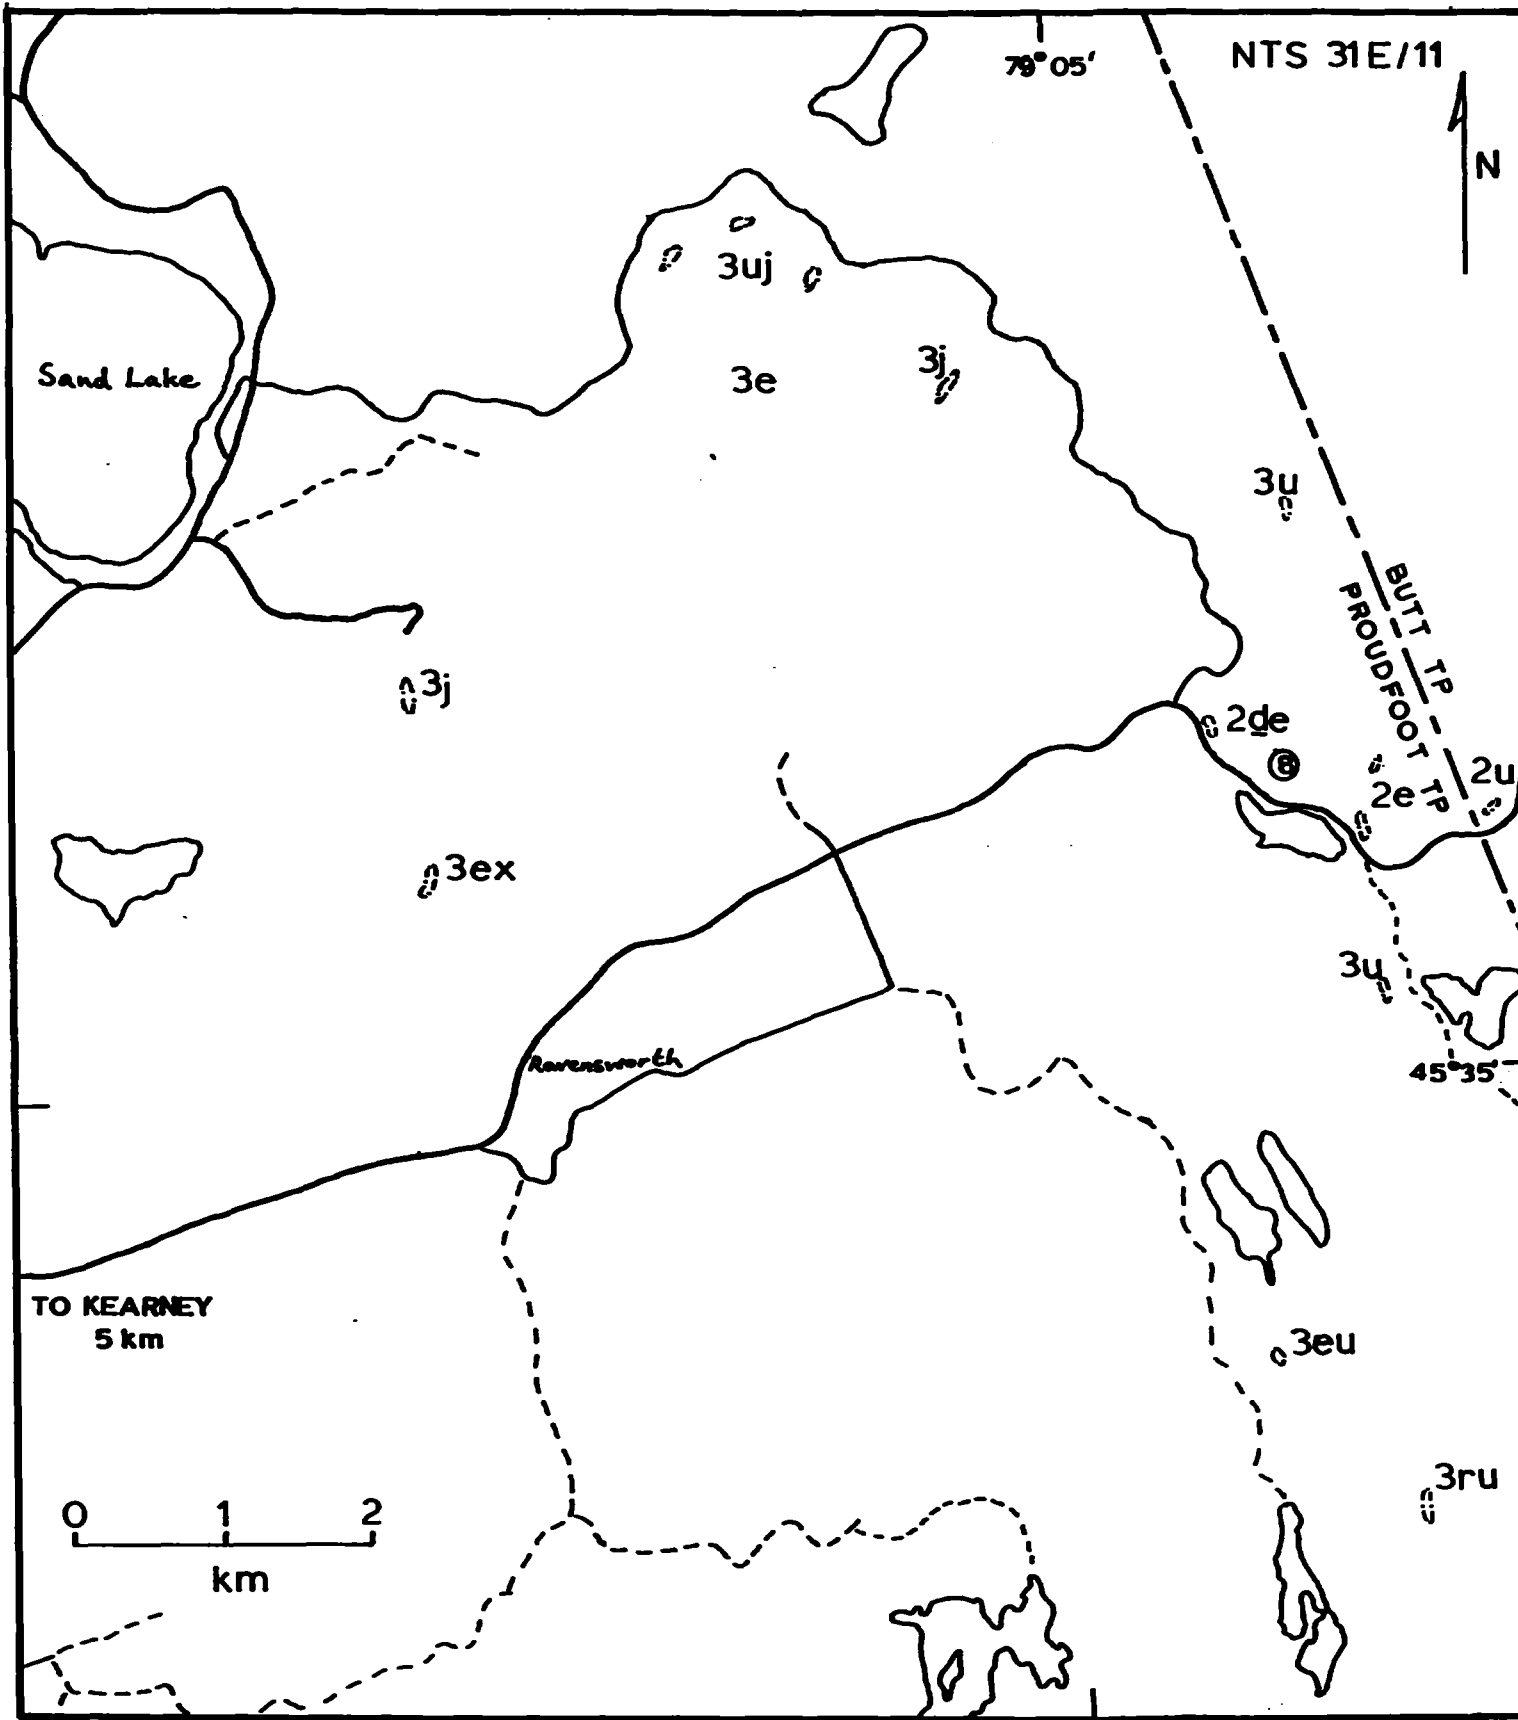 79°05'
NTS 31E/11
N
3uj
Sand Lake
3e
3j
3u
BUTT TP
PROUDFOOT TP
3j
2de
8
2e
2u
3ex
3u
Ravensworth
45°35'
TO KEARNEY
5 km
3eu
3ru
0 1 2
km